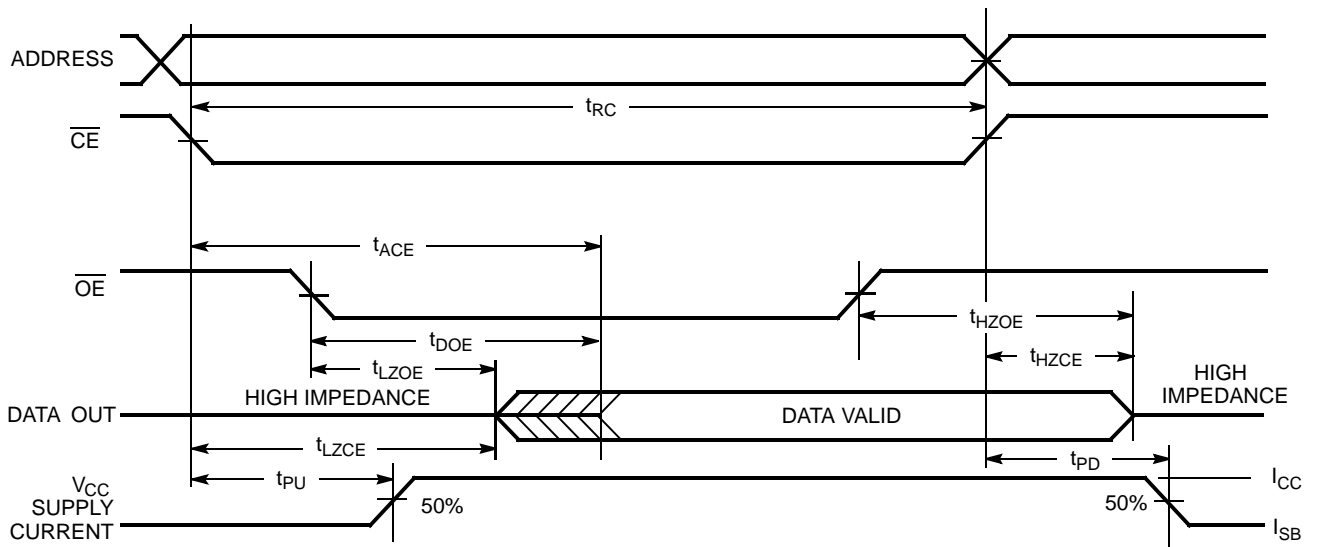 ADDRESS
tRC
CE
tACE
OE
tHZOE
tDOE
tHZCE
tLZOE
HIGH IMPEDANCE
HIGH
IMPEDANCE
DATA OUT
DATA VALID
tLZCE
tPD
tPU
VCC
SUPPLY
CURRENT
50%
50%
ICC
ISB